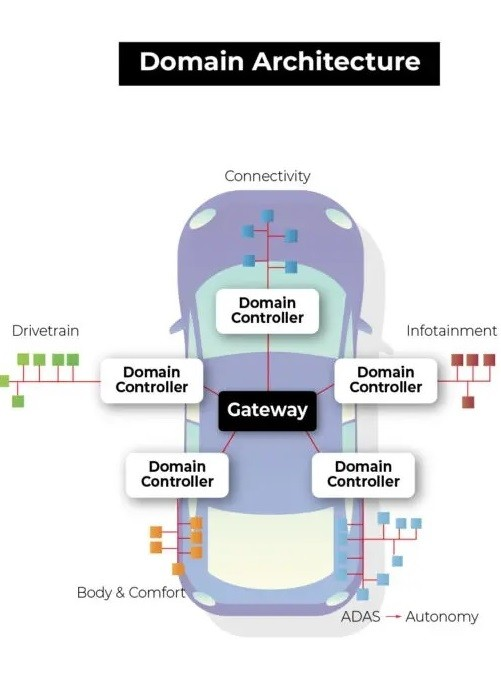 Domain Architecture
Connectivity
Domain
Controller
Drivetrain
Infotainment
Domain
Controller
Domain
Controller
Gateway
Domain
Controller
Domain
Controller
Body & Comfort
ADAS → Autonomy